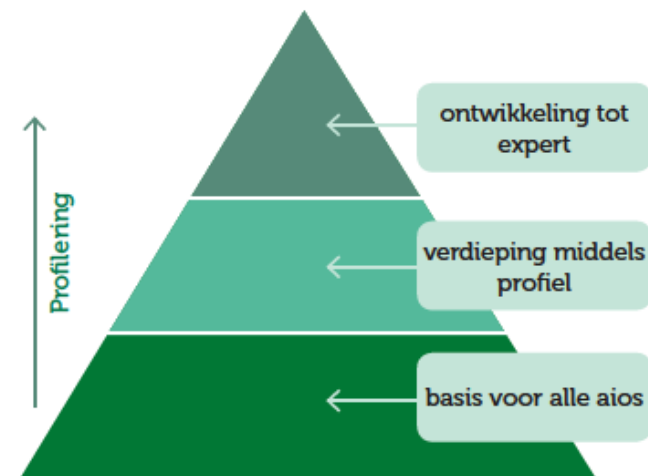 ontwikkeling tot
expert
Profilering
verdieping middels
profiel
basis voor alle aios